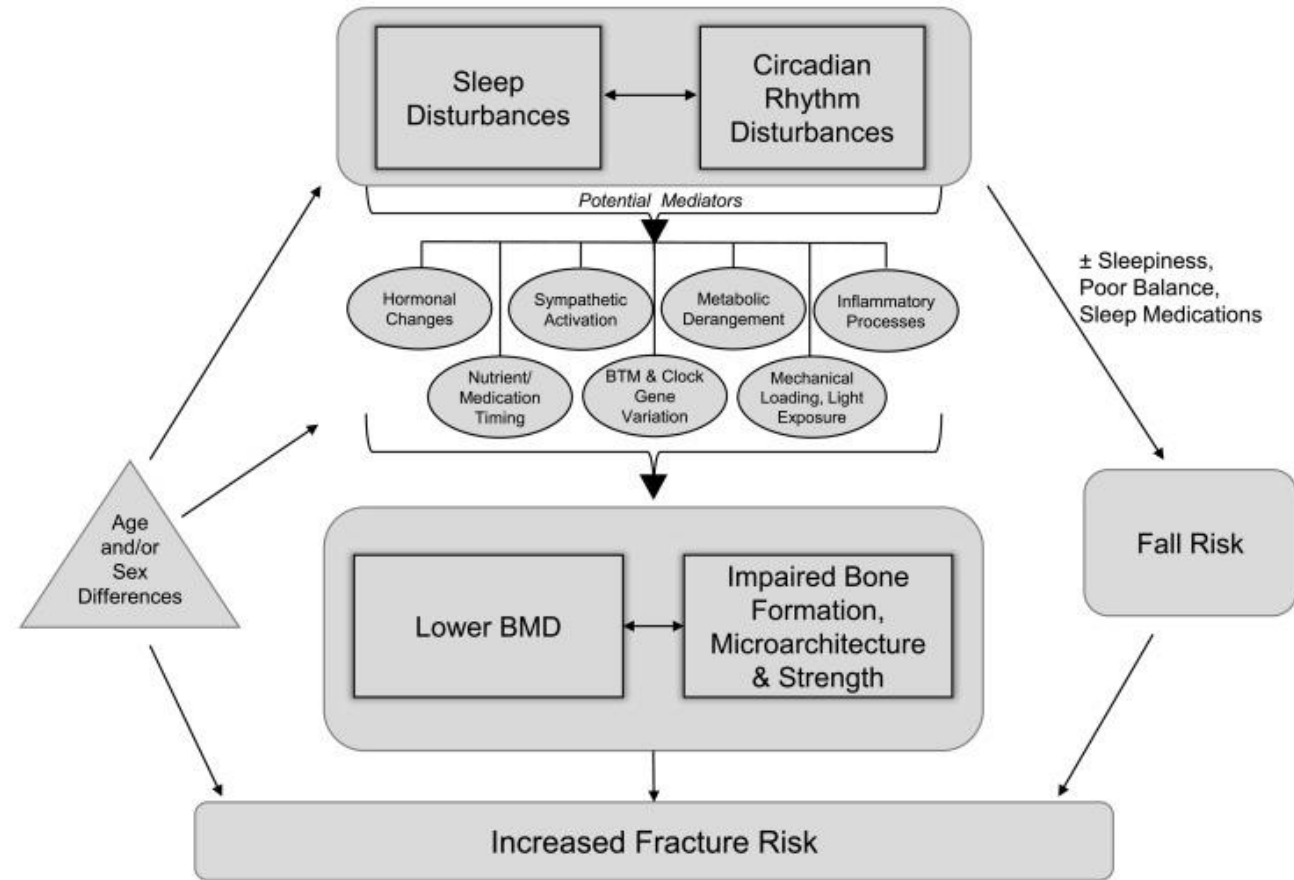 Sleep
Disturbances
Circadian
Rhythm
Disturbances
Potential Mediators
Hormonal
Changes
Sympathetic
Activation
Metabolic
Derangement
Inflammatory
Processes
Nutrient/
Medication
Timing
BTM & Clock
Gene
Variation
Mechanical
Loading, Light
Exposure
± Sleepiness,
Poor Balance,
Sleep Medications
Age
and/or
Sex
Differences
Lower BMD
Impaired Bone
Formation,
Microarchitecture
& Strength
Fall Risk
Increased Fracture Risk